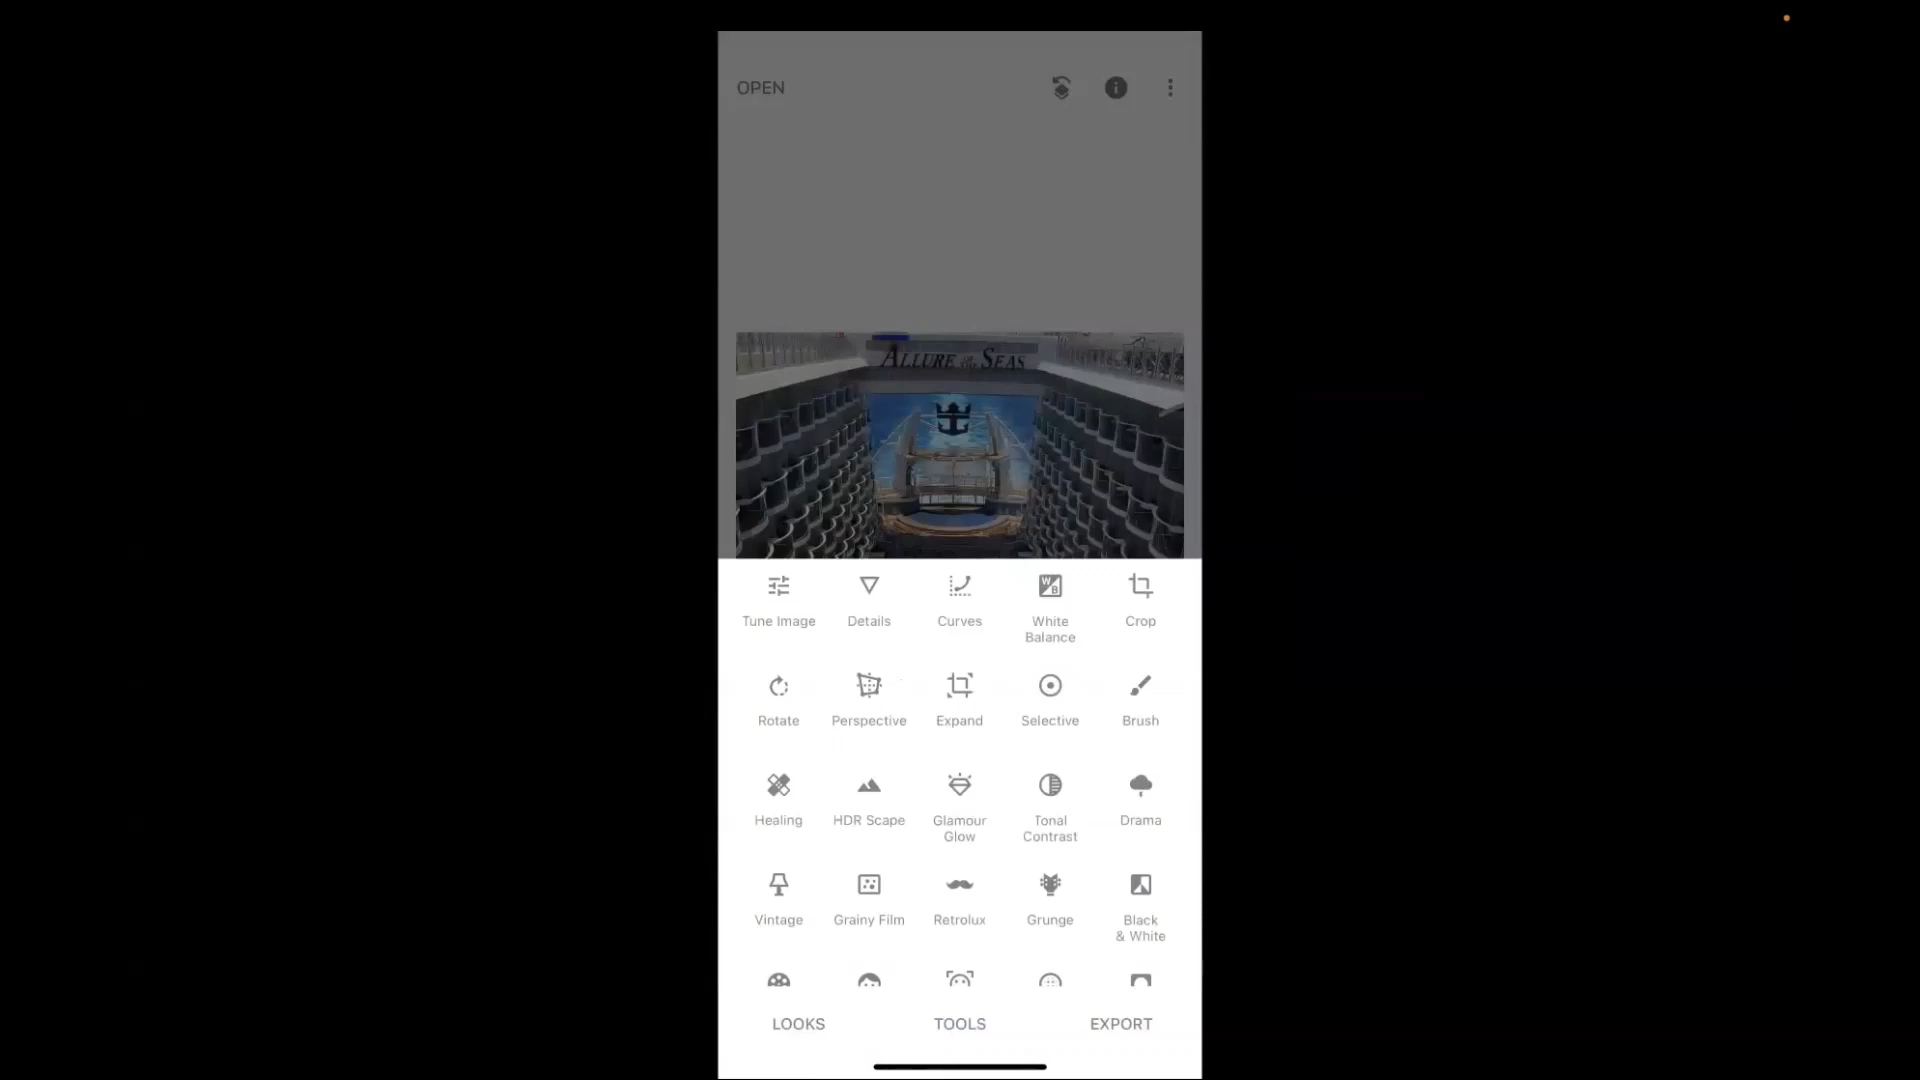 OPEN
ALLURE OF THE SEAS
Tune Image
Details
Curves
White
Balance
Crop
Rotate
Perspective
Expand
Selective
Brush
Healing
HDR Scape
Glamour
Glow
Tonal
Contrast
Drama
Vintage
Grainy Film
Retrolux
Grunge
Black
& White
LOOKS
TOOLS
EXPORT